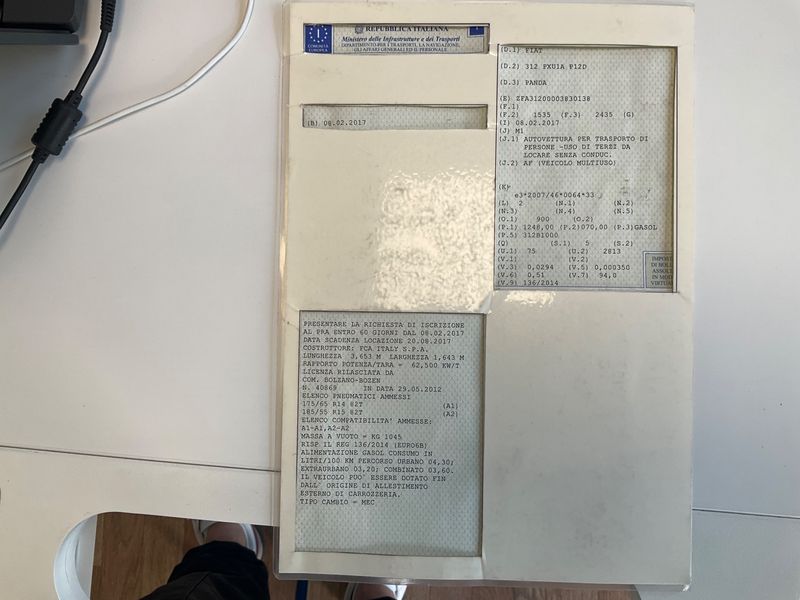 COMUNITÀ
EUROPEA
REPUBBLICA ITALIANA
Ministero delle Infrastrutture e dei Trasporti
DIPARTIMENTO PER I TRASPORTI, LA NAVIGAZIONE,
GLI AFFARI GENERALI ED IL PERSONALE
(B) 08.02.2017
(D.1) FIAT
(D.2) 312 PXU1A P12D
(D.3) PANDA
(E) ZFA31200003830138
(F.1)
(F.2) 1535 (F.3) 2435 (G)
(I) 08.02.2017
(J) M1
(J.1) AUTOVETTURA PER TRASPORTO DI
PERSONE -USO DI TERZI DA
LOCARE SENZA CONDUC.
(J.2) AF (VEICOLO MULTIUSO)
(K)
e3*2007/46*0064*33
(L) 2 (N.1) (N.2)
(N.3) (N.4) (N.5)
(O.1) 900 (O.2)
(P.1) 1248,00 (P.2)070,00 (P.3)GASOL
(P.5) 312B1000
(Q) (S.1) 5 (S.2)
(U.1) 75 (U.2) 2813
(V.1) (V.2)
(V.3) 0,0294 (V.5) 0,000350
(V.6) 0,51 (V.7) 94,0
(V.9) 136/2014
IMPOST
DI BOLL
ASSOLT
IN MOD
VIRTUAL
PRESENTARE LA RICHIESTA DI ISCRIZIONE
AL PRA ENTRO 60 GIORNI DAL 08.02.2017
DATA SCADENZA LOCAZIONE 20.08.2017
COSTRUTTORE: FCA ITALY S.P.A.
LUNGHEZZA 3,653 M LARGHEZZA 1,643 M
RAPPORTO POTENZA/TARA = 62,500 KW/T
LICENZA RILASCIATA DA
COM. BOLZANO-BOZEN
N. 40869 IN DATA 29.05.2012
ELENCO PNEUMATICI AMMESSI
175/65 R14 82T (A1)
185/55 R15 82T (A2)
ELENCO COMPATIBILITA' AMMESSE:
A1-A1,A2-A2
MASSA A VUOTO = KG 1045
RISP IL REG 136/2014 (EURO6B)
ALIMENTAZIONE GASOL CONSUMO IN
LITRI/100 KM PERCORSO URBANO 04,30;
EXTRAURBANO 03,20; COMBINATO 03,60.
IL VEICOLO PUO' ESSERE DOTATO FIN
DALL' ORIGINE DI ALLESTIMENTO
ESTERNO DI CARROZZERIA.
TIPO CAMBIO = MEC